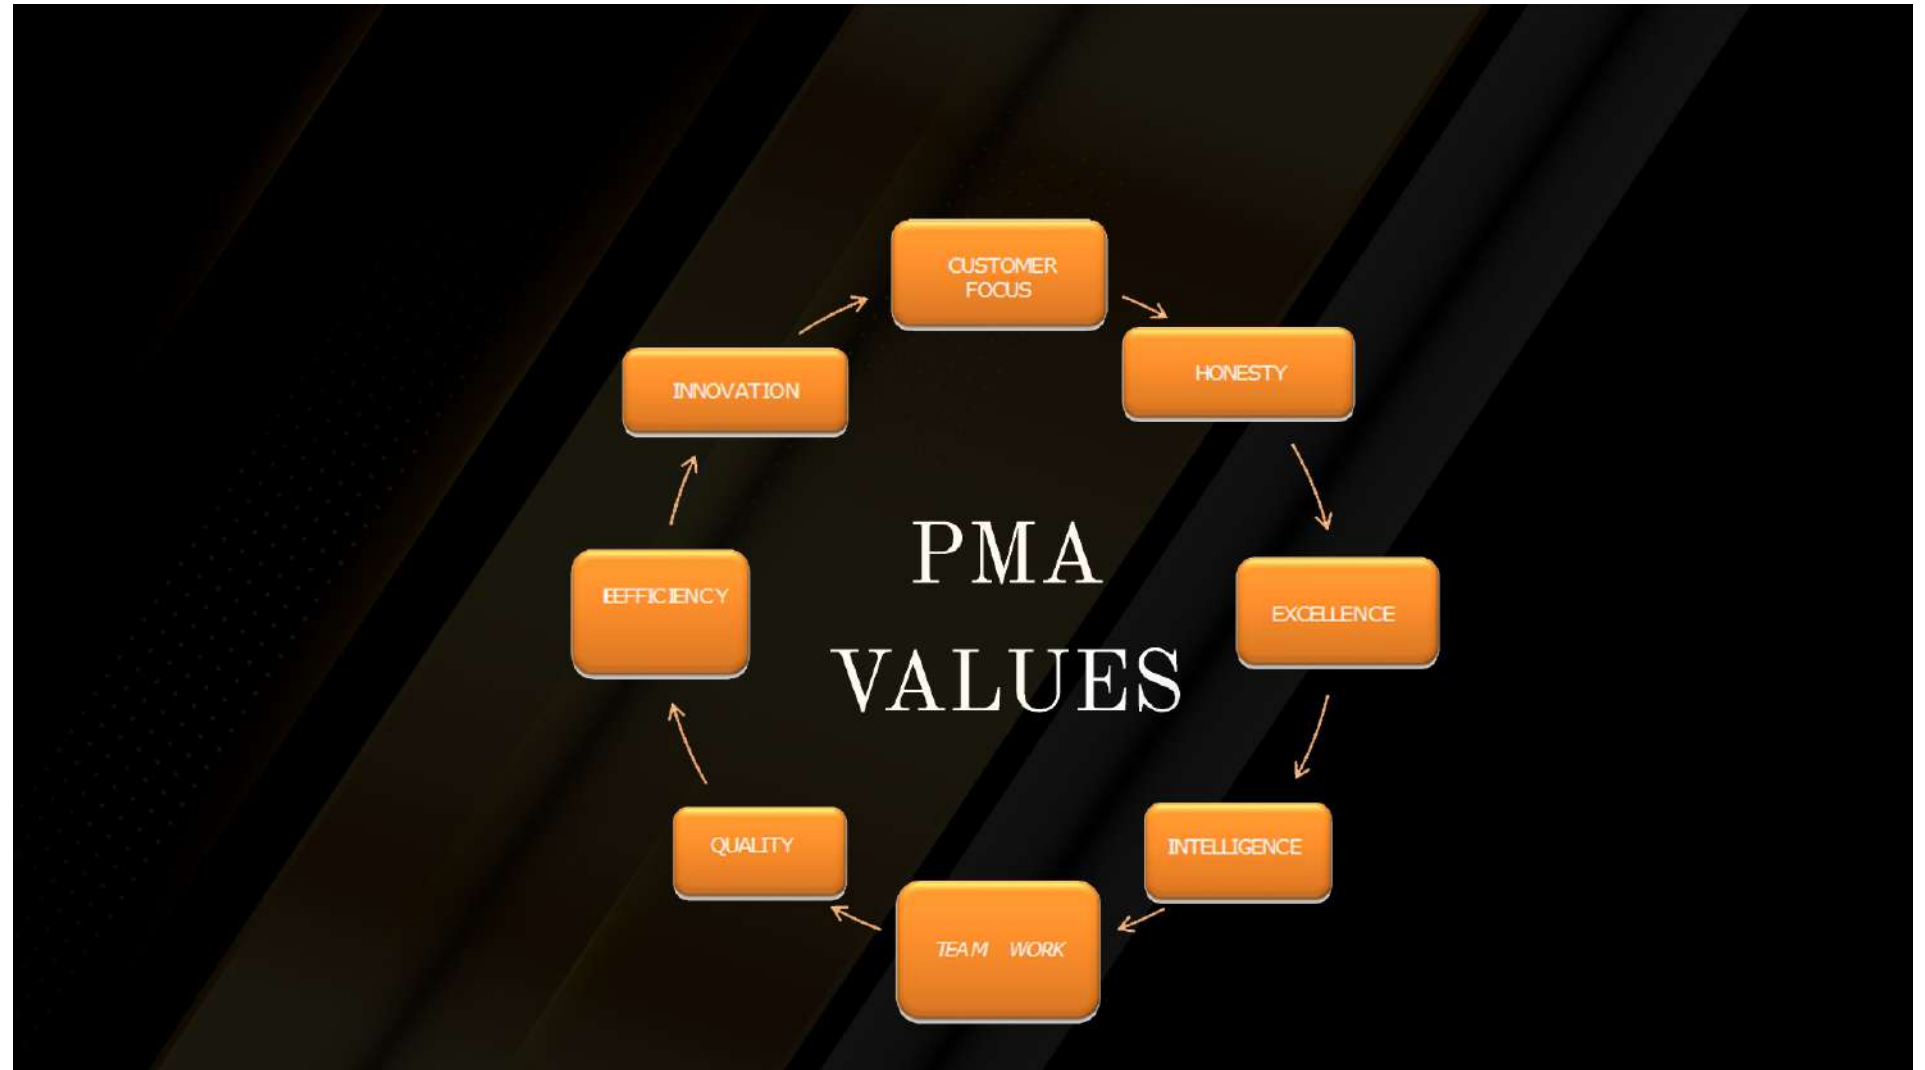 CUSTOMER
FOCUS
HONESTY
EXCELLENCE
INTELLIGENCE
TEAM WORK
QUALITY
EEFFICIENCY
INNOVATION
PMA
VALUES